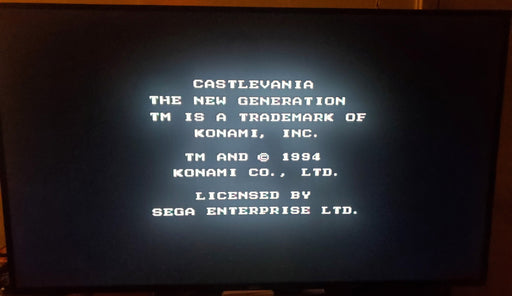 CASTLEVANIA
THE NEW GENERATION
TM IS A TRADEMARK OF
KONAMI, INC.
TM AND © 1994
KONAMI CO., LTD.
LICENSED BY
SEGA ENTERPRISE LTD.